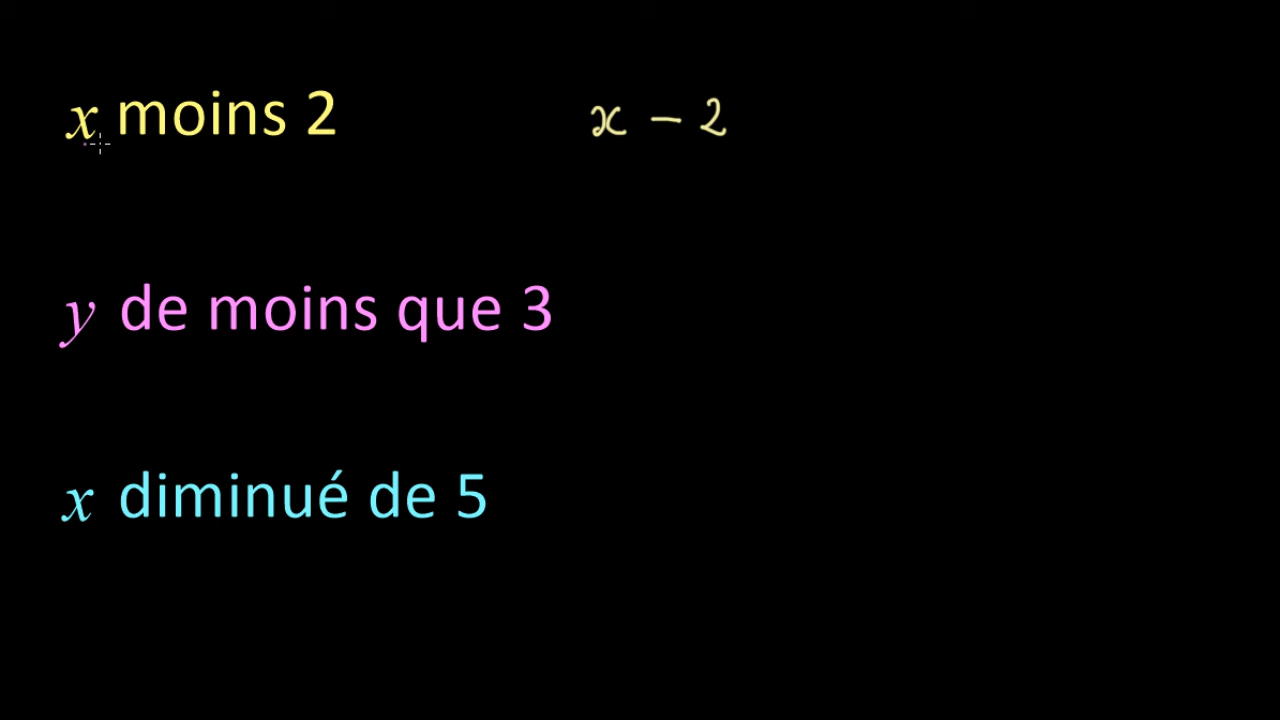 x moins 2 x - 2
y de moins que 3
x diminué de 5